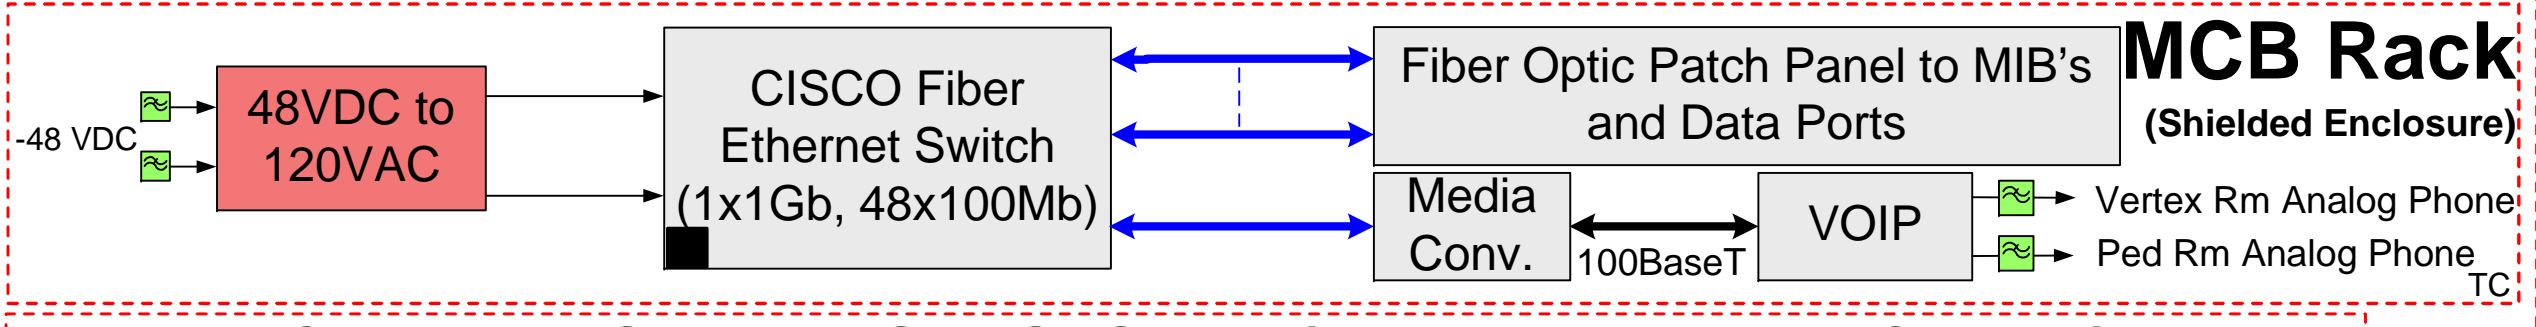 MCB Rack
(Shielded Enclosure)
-48 VDC
48VDC to
120VAC
CISCO Fiber
Ethernet Switch
(1x1Gb, 48x100Mb)
Fiber Optic Patch Panel to MIB's
and Data Ports
Media
Conv.
100BaseT
VOIP
Vertex Rm Analog Phone
Ped Rm Analog Phone
TC